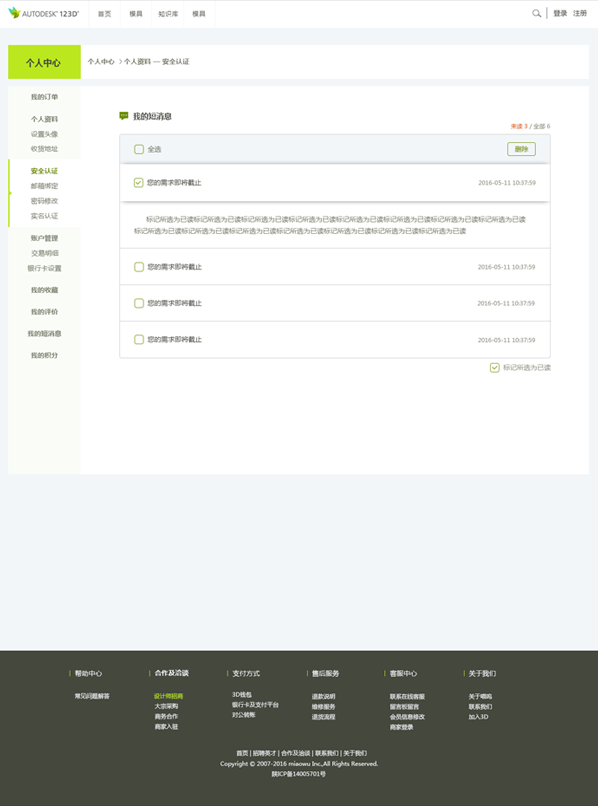 AUTODESK® 123D®
首页
模具
知识库
模具
登录
注册
个人中心
个人中心 > 个人资料 — 安全认证
我的订单
个人资料
设置头像
收货地址
安全认证
邮箱绑定
密码修改
实名认证
账户管理
交易明细
银行卡设置
我的收藏
我的评价
我的短消息
我的积分
我的短消息
未读 3 / 全部 6
全选
删除
您的需求即将截止
2016-05-11 10:37:59
标记所选为已读标记所选为已读标记所选为已读标记所选为已读标记所选为已读标记所选为已读标记所选为已读标记所选为已读
标记所选为已读标记所选为已读标记所选为已读标记所选为已读标记所选为已读标记所选为已读标记所选为已读
您的需求即将截止
2016-05-11 10:37:59
您的需求即将截止
2016-05-11 10:37:59
您的需求即将截止
2016-05-11 10:37:59
标记所选为已读
帮助中心
常见问题解答
合作及洽谈
设计师招商
大宗采购
商务合作
商家入驻
支付方式
3D钱包
银行卡及支付平台
对公转账
售后服务
退款说明
维修服务
退货流程
客服中心
联系在线客服
留言板留言
会员信息修改
商家登录
关于我们
关于喵呜
联系我们
加入3D
首页 | 招聘英才 | 合作及洽谈 | 联系我们 | 关于我们
Copyright © 2007-2016 miaowu Inc.,All Rights Reserved.
陕ICP备14005701号